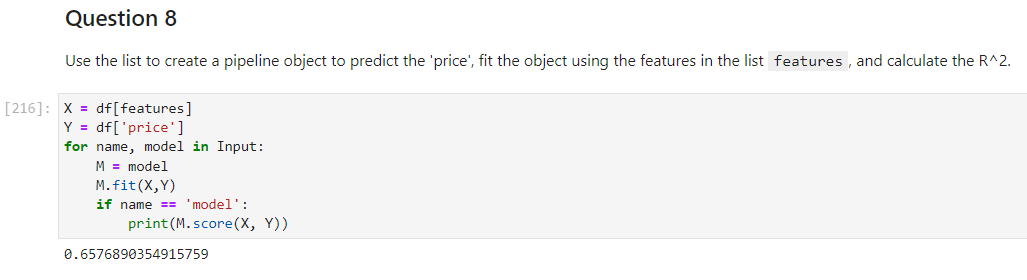 Question 8
Use the list to create a pipeline object to predict the 'price', fit the object using the features in the list features , and calculate the R^2.
[216]: X = df[features]
Y = df['price']
for name, model in Input:
    M = model
    M.fit(X,Y)
    if name == 'model':
        print(M.score(X, Y))
0.6576890354915759